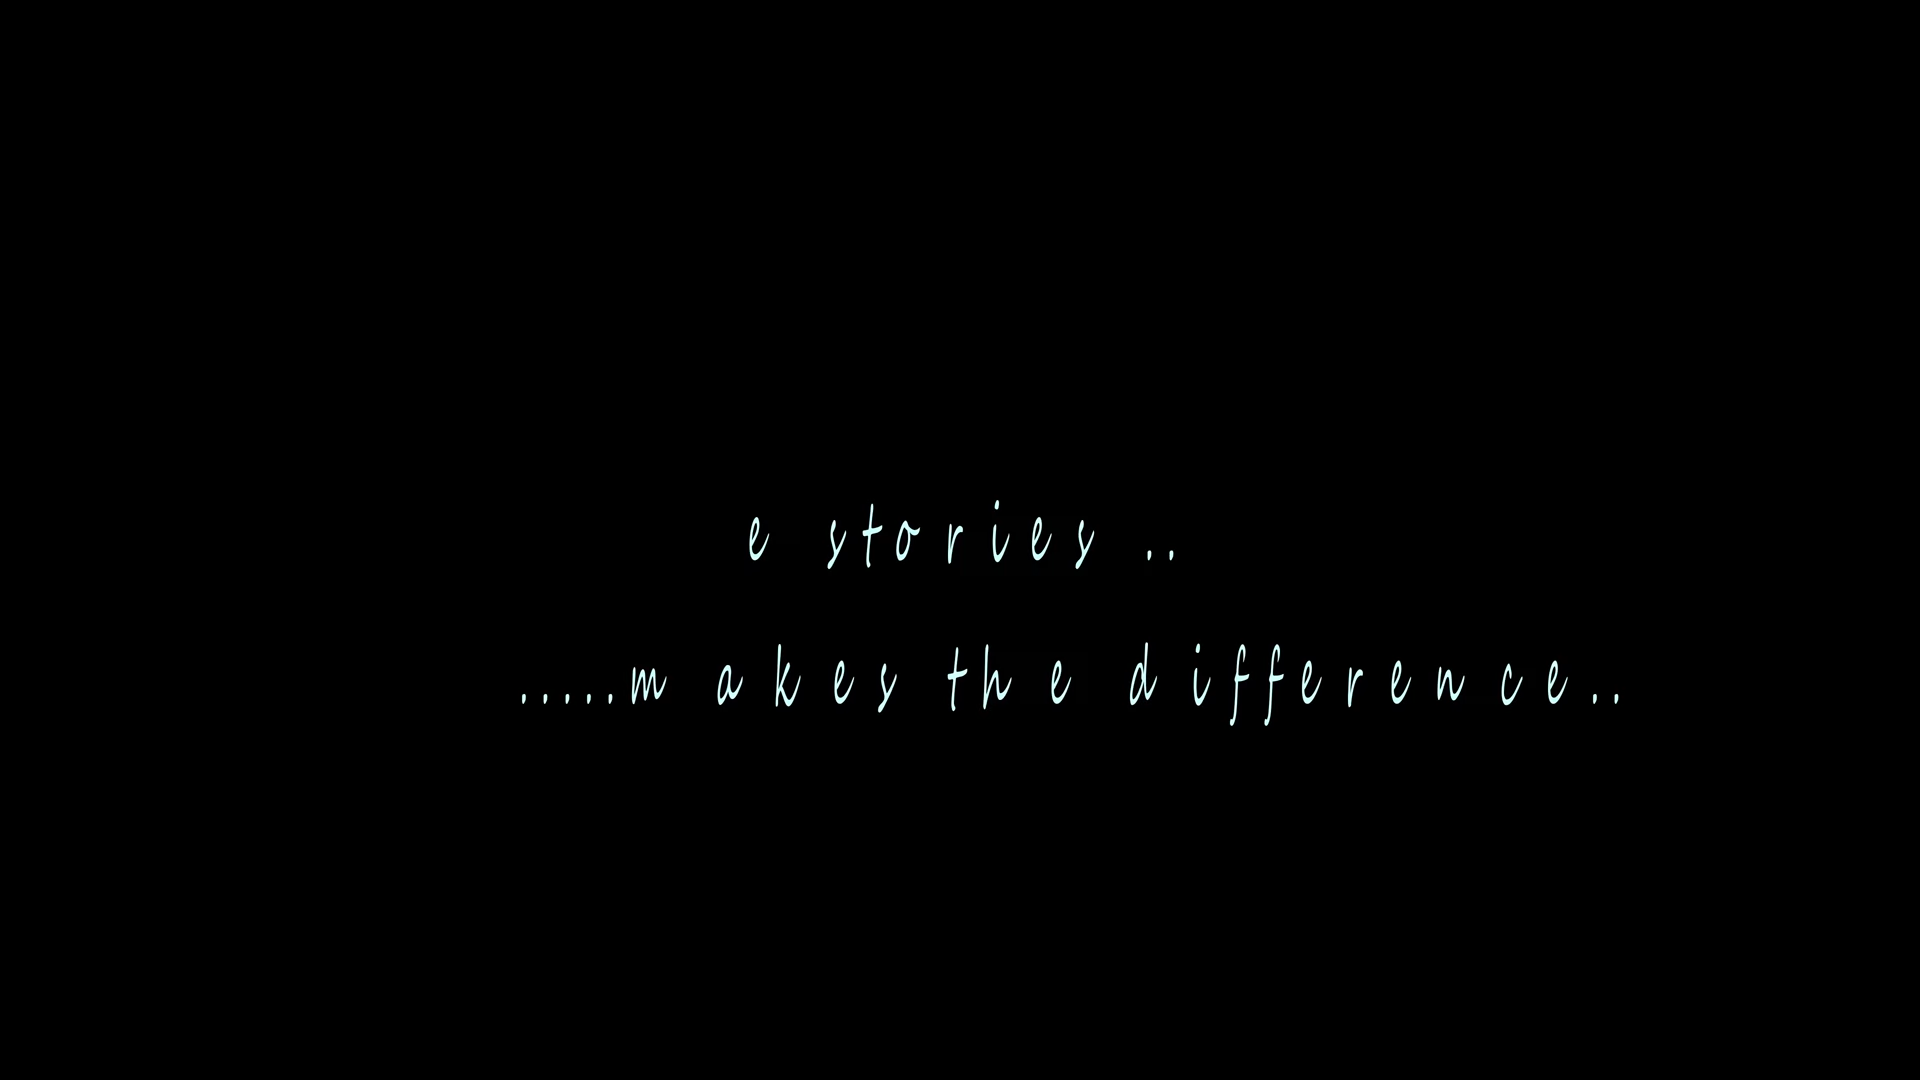 e stories ..
.....makes the difference..